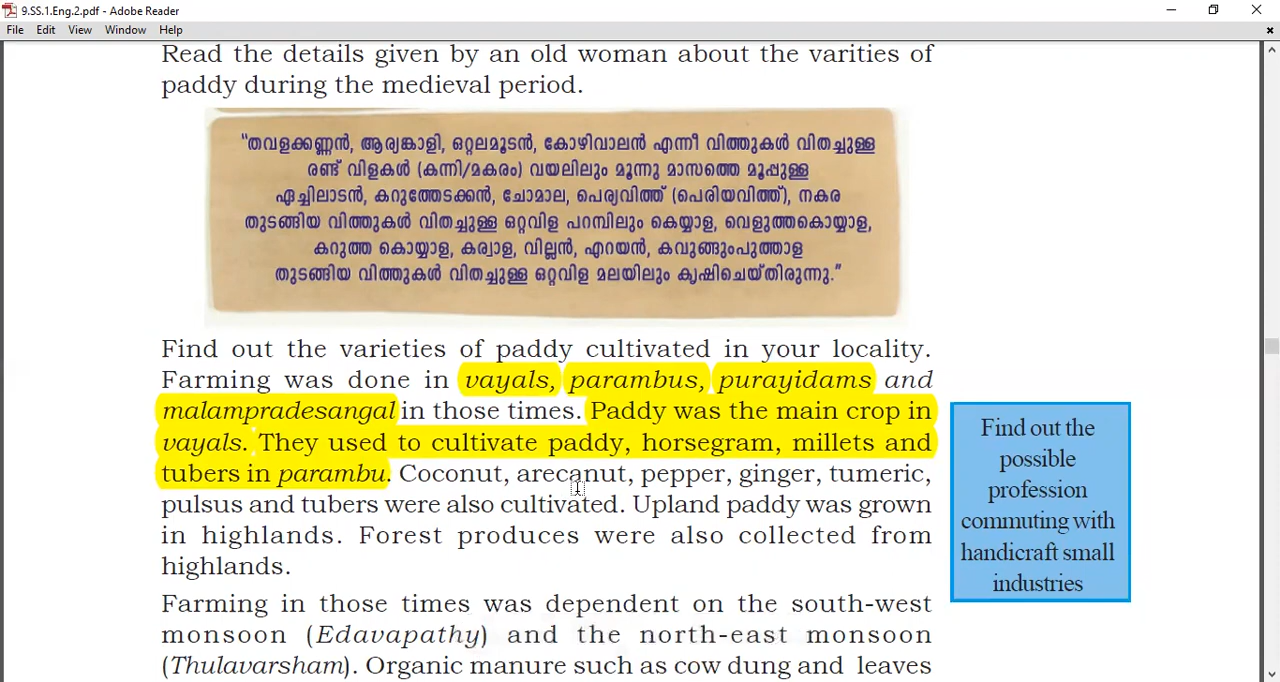 9.SS.1.Eng.2.pdf - Adobe Reader
File Edit View Window Help
Read the details given by an old woman about the varities of
paddy during the medieval period.
"തവളക്കണ്ണൻ, ആര്യങ്കാളി, ഒറ്റലമൂടൻ, കോഴിവാലൻ എന്നീ വിത്തുകൾ വിതച്ചുള്ള
രണ്ട് വിളകൾ (കന്നി/മകരം) വയലിലും മൂന്നു മാസത്തെ മൂപ്പുള്ള
ഏച്ചിലാടൻ, കറുത്തേടക്കൻ, ചോമാല, പെര്യവിത്ത് (പെരിയവിത്ത്), നകര
തുടങ്ങിയ വിത്തുകൾ വിതച്ചുള്ള ഒറ്റവിള പറമ്പിലും കെയ്യാള, വെളുത്തകൊയ്യാള,
കറുത്ത കൊയ്യാള, കര്വാള, വില്ലൻ, എറയൻ, കവുങ്ങുംപുത്താള
തുടങ്ങിയ വിത്തുകൾ വിതച്ചുള്ള ഒറ്റവിള മലയിലും കൃഷിചെയ്തിരുന്നു."
Find out the varieties of paddy cultivated in your locality.
Farming was done in vayals, parambus, purayidams and
malampradesangal in those times. Paddy was the main crop in
vayals. They used to cultivate paddy, horsegram, millets and
tubers in parambu. Coconut, arecanut, pepper, ginger, tumeric,
pulsus and tubers were also cultivated. Upland paddy was grown
in highlands. Forest produces were also collected from
highlands.
Find out the
possible
profession
commuting with
handicraft small
industries
Farming in those times was dependent on the south-west
monsoon (Edavapathy) and the north-east monsoon
(Thulavarsham). Organic manure such as cow dung and leaves